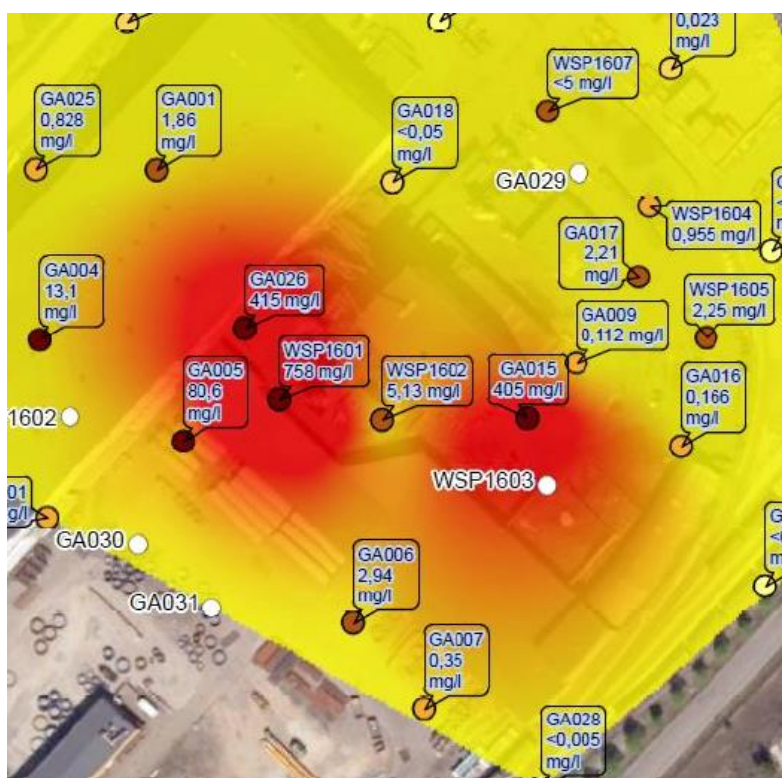 0,023
mg/l
GA025
0,828
mg/l
GA001
1,86
mg/l
GA018
<0,05
mg/l
WSP1607
<5 mg/l
GA029
WSP1604
0,955 mg/l
GA017
2,21
mg/l
GA004
13,1
mg/l
GA026
415 mg/l
WSP1605
2,25 mg/l
GA009
0,112 mg/l
GA005
80,6
mg/l
WSP1601
758 mg/l
WSP1602
5,13 mg/l
GA015
405 mg/l
GA016
0,166
mg/l
1602
WSP1603
01
g/l
GA030
GA031
GA006
2,94
mg/l
GA007
0,35
mg/l
GA028
<0,005
mg/l